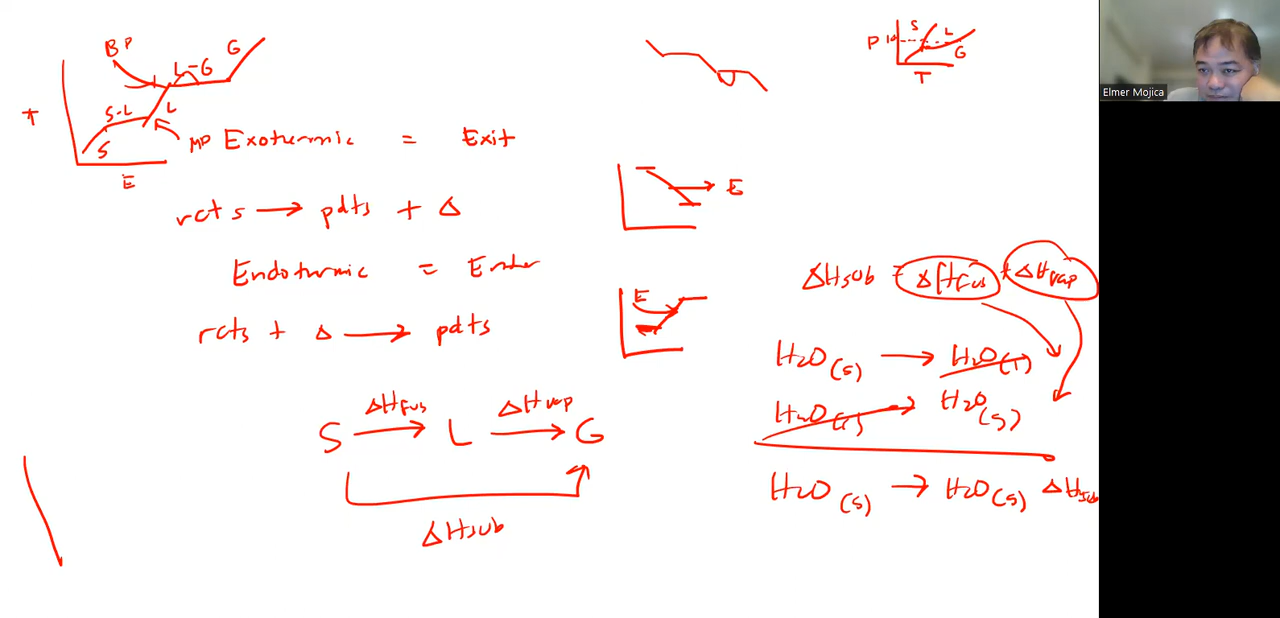 BP
G
L-G
T
S-L
L
S
MP
E
Exothermic = Exit
rcts → pdts + Δ
Endotermic = Enter
rcts + Δ → pdts
ΔHfus
ΔHvap
S → L → G
ΔHsub
E
E
S
L
P
G
T
Elmer Mojica
ΔHsub = ΔHfus + ΔHvap
H2O (s) → H2O (l)
H2O (l) → H2O (g)
H2O (s) → H2O (g) ΔHsub